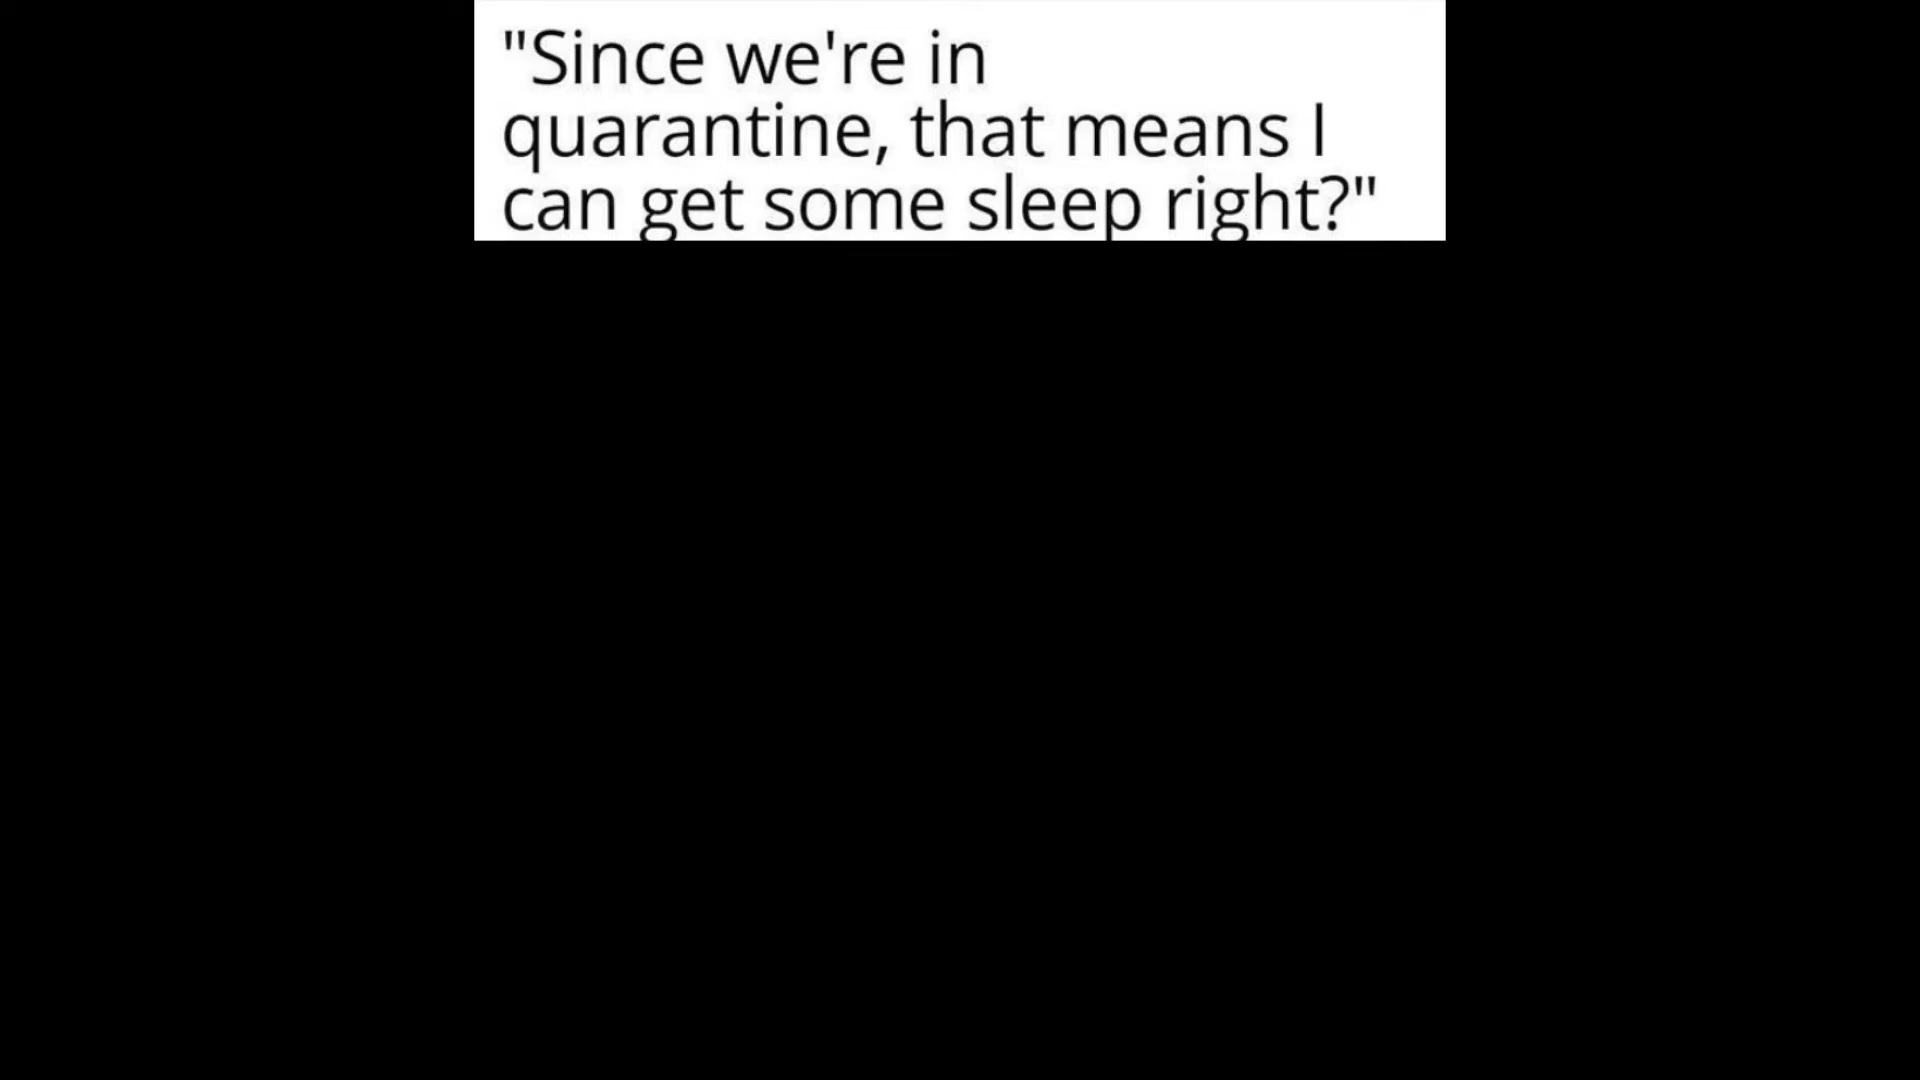 "Since we're in
quarantine, that means I
can get some sleep right?"